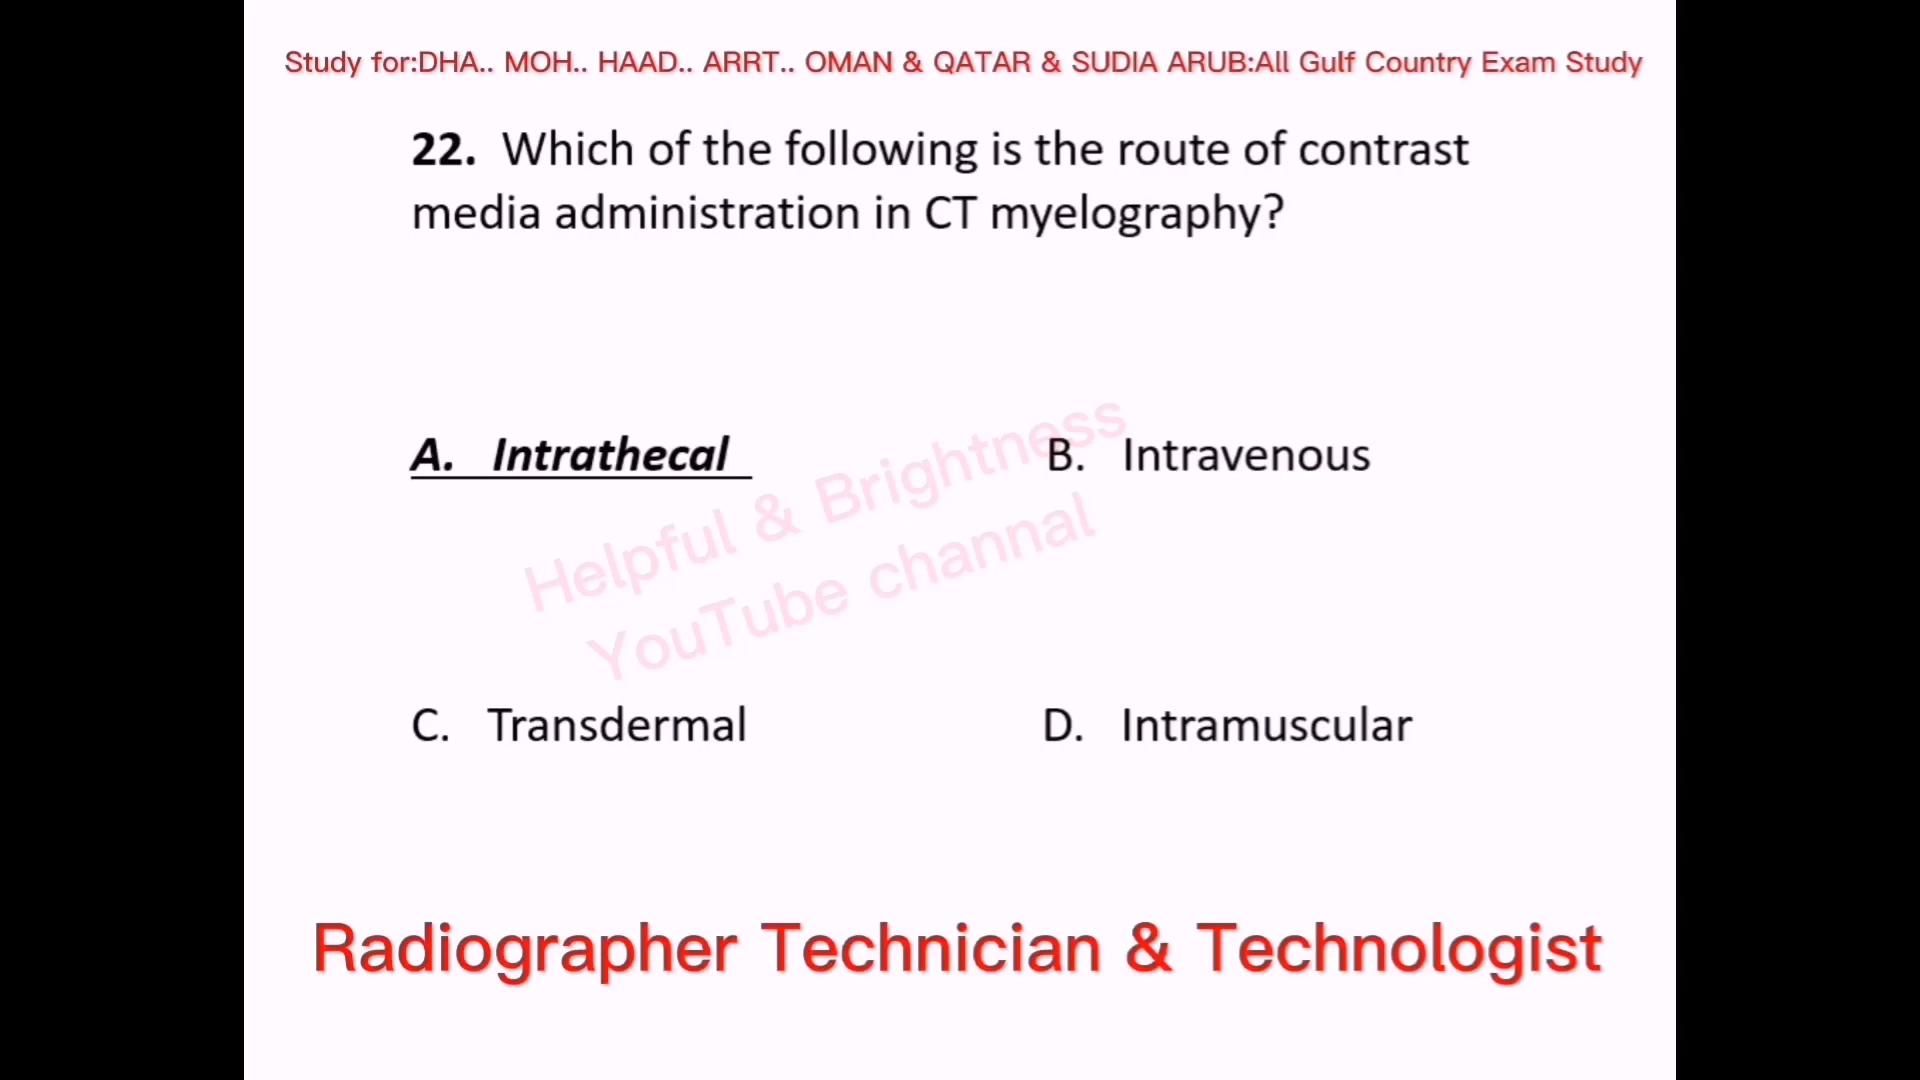 Study for:DHA.. MOH.. HAAD.. ARRT.. OMAN & QATAR & SUDIA ARUB:All Gulf Country Exam Study
22. Which of the following is the route of contrast
media administration in CT myelography?
A. Intrathecal
B. Intravenous
Helpful & Brightness
YouTube channal
C. Transdermal
D. Intramuscular
Radiographer Technician & Technologist